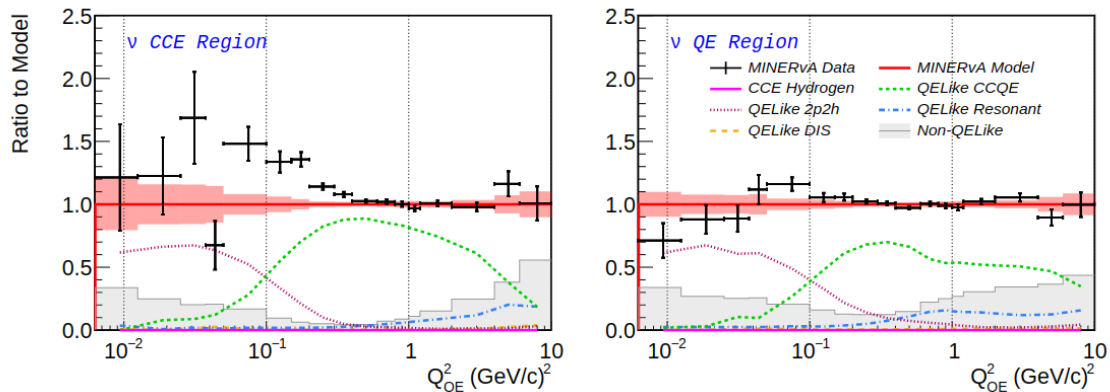 Ratio to Model
2.5
2.0
1.5
1.0
0.5
0.0
ν CCE Region
10⁻²
10⁻¹
1
10
Q²QE (GeV/c)²
2.5
2.0
1.5
1.0
0.5
0.0
ν QE Region
MINERvA Data
MINERvA Model
CCE Hydrogen
QELike CCQE
QELike 2p2h
QELike Resonant
QELike DIS
Non-QELike
10⁻²
10⁻¹
1
10
Q²QE (GeV/c)²